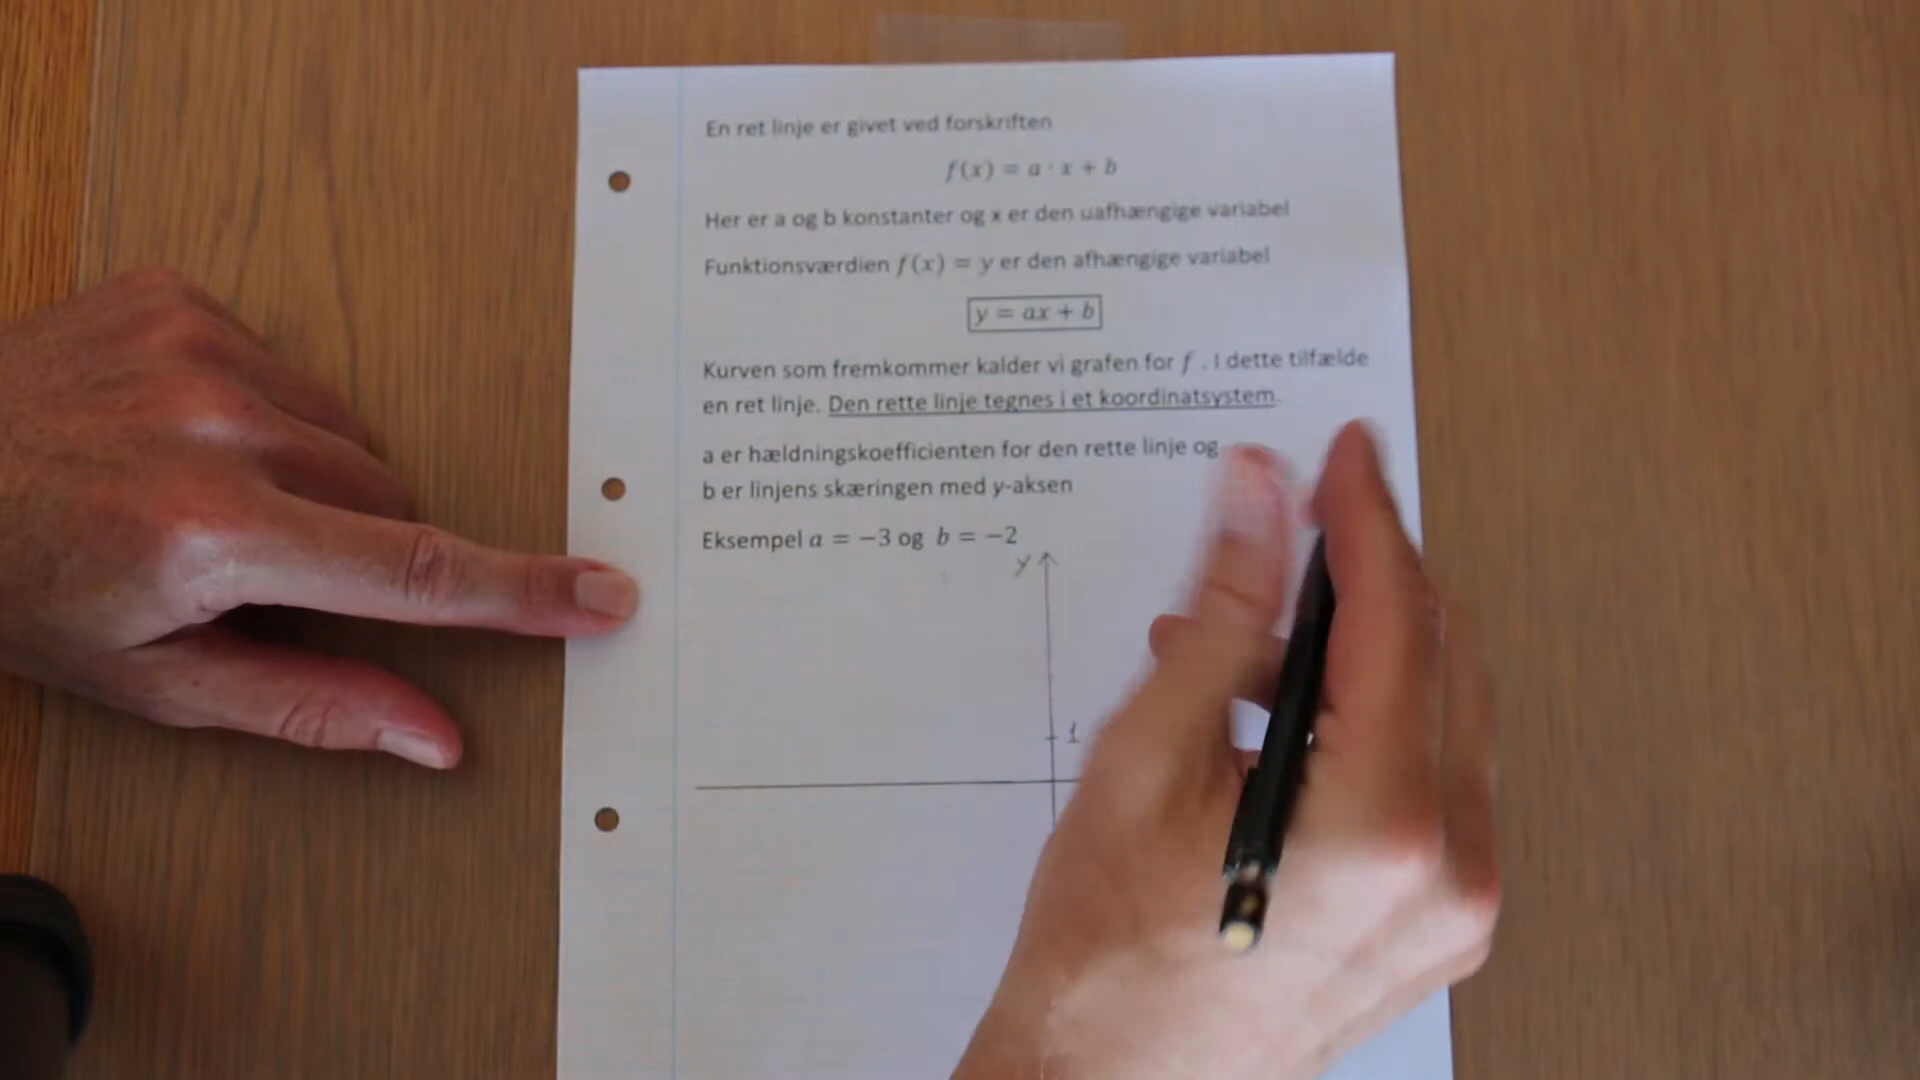 En ret linje er givet ved forskriften
f(x) = a · x + b
Her er a og b konstanter og x er den uafhængige variabel
Funktionsværdien f(x) = y er den afhængige variabel
y = ax + b
Kurven som fremkommer kalder vi grafen for f . I dette tilfælde
en ret linje. Den rette linje tegnes i et koordinatsystem.
a er hældningskoefficienten for den rette linje og
b er linjens skæringen med y-aksen
Eksempel a = −3 og b = −2
y
1